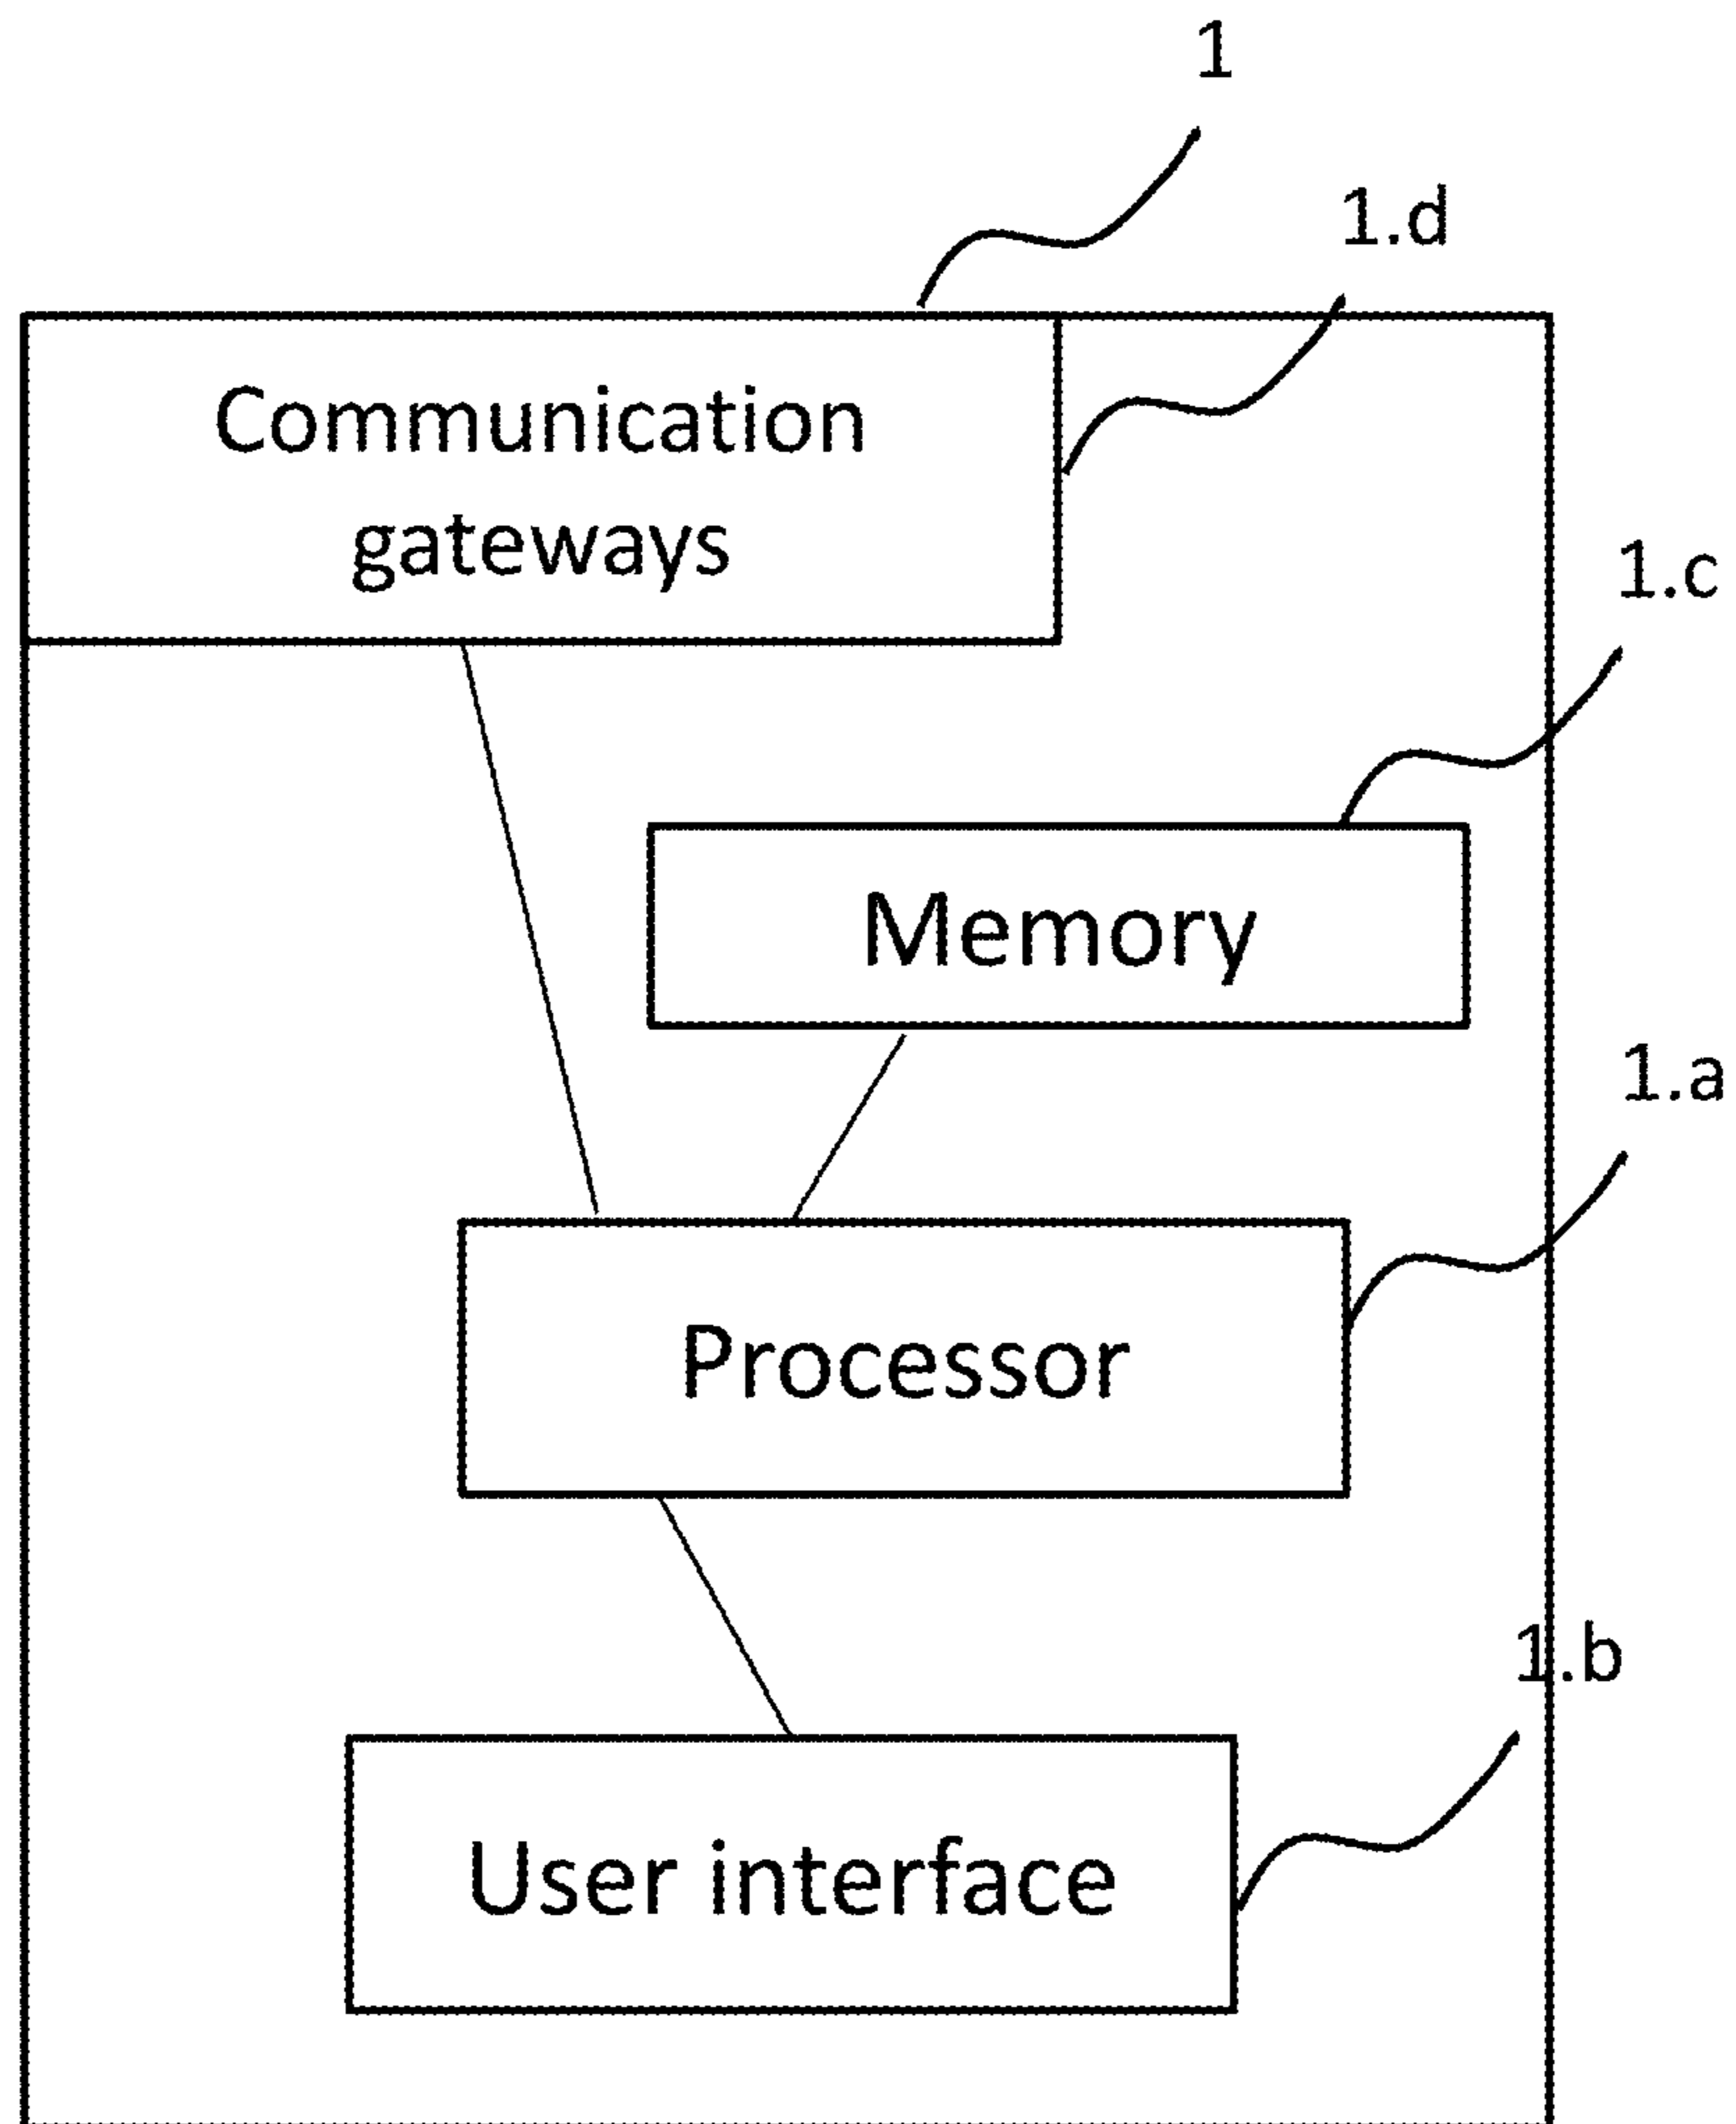 1
1.d
Communication
gateways
1.c
Memory
1.a
Processor
1.b
User interface